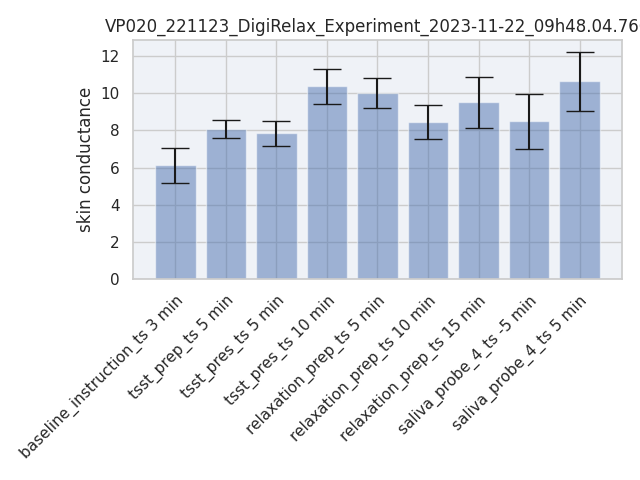 VP020_221123_DigiRelax_Experiment_2023-11-22_09h48.04.76
12
10
8
6
4
2
0
skin conductance
baseline_instruction_ts 3 min
tsst_prep_ts 5 min
tsst_pres_ts 5 min
tsst_pres_ts 10 min
relaxation_prep_ts 5 min
relaxation_prep_ts 10 min
relaxation_prep_ts 15 min
saliva_probe_4_ts -5 min
saliva_probe_4_ts 5 min